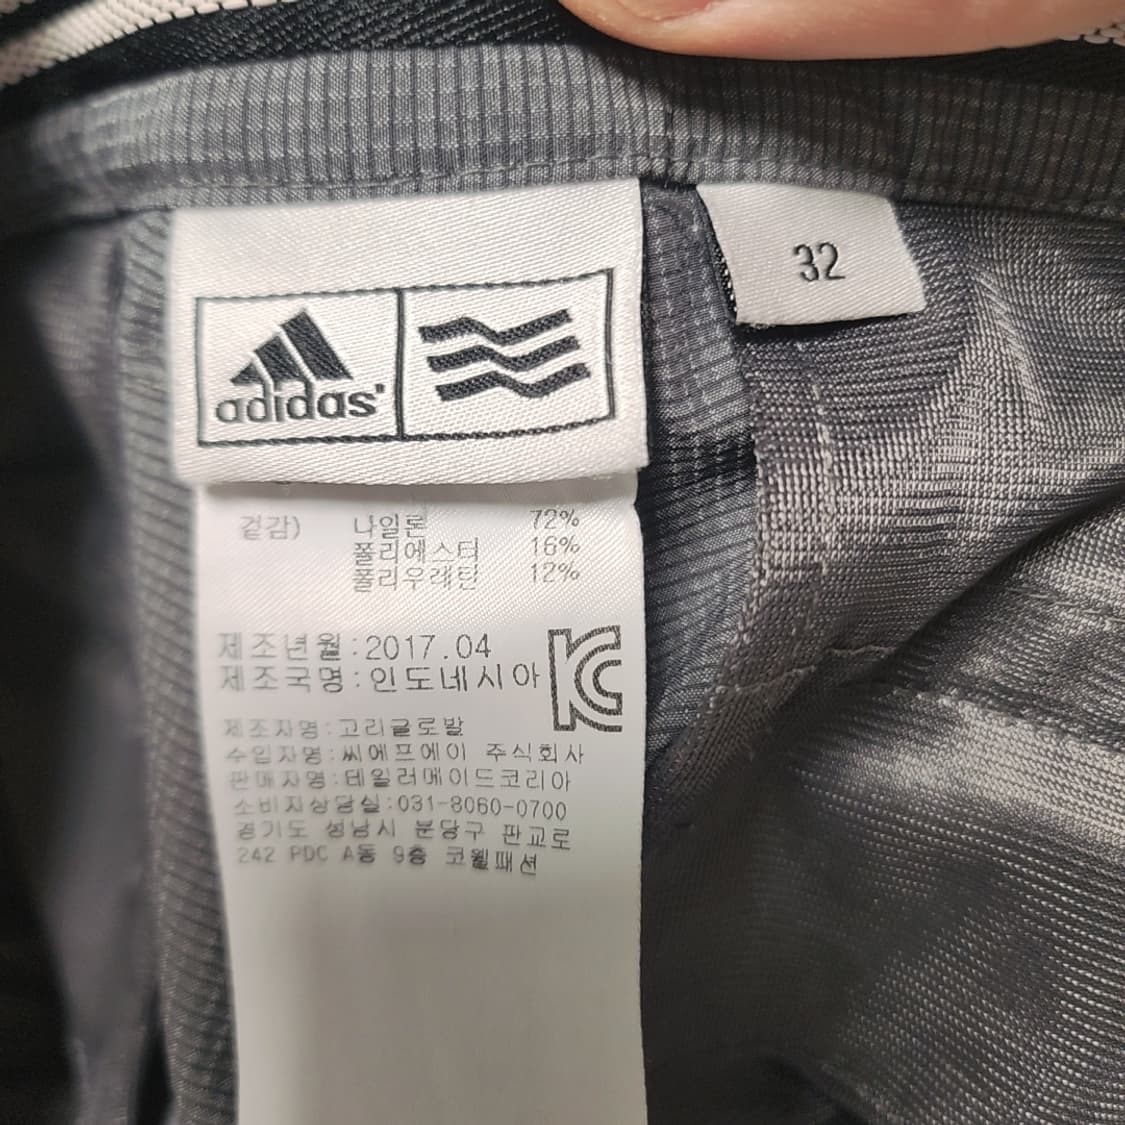 adidas
32
겉감) 나일론 72%
폴리에스터 16%
폴리우레탄 12%
제조년월:2017.04
제조국명:인도네시아
KC
제조자명:고리글로발
수입자명:씨에프에이 주식회사
판매자명:테일러메이드코리아
소비자상담실:031-8060-0700
경기도 성남시 분당구 판교로
242 PDC A동 9층 코웰패션